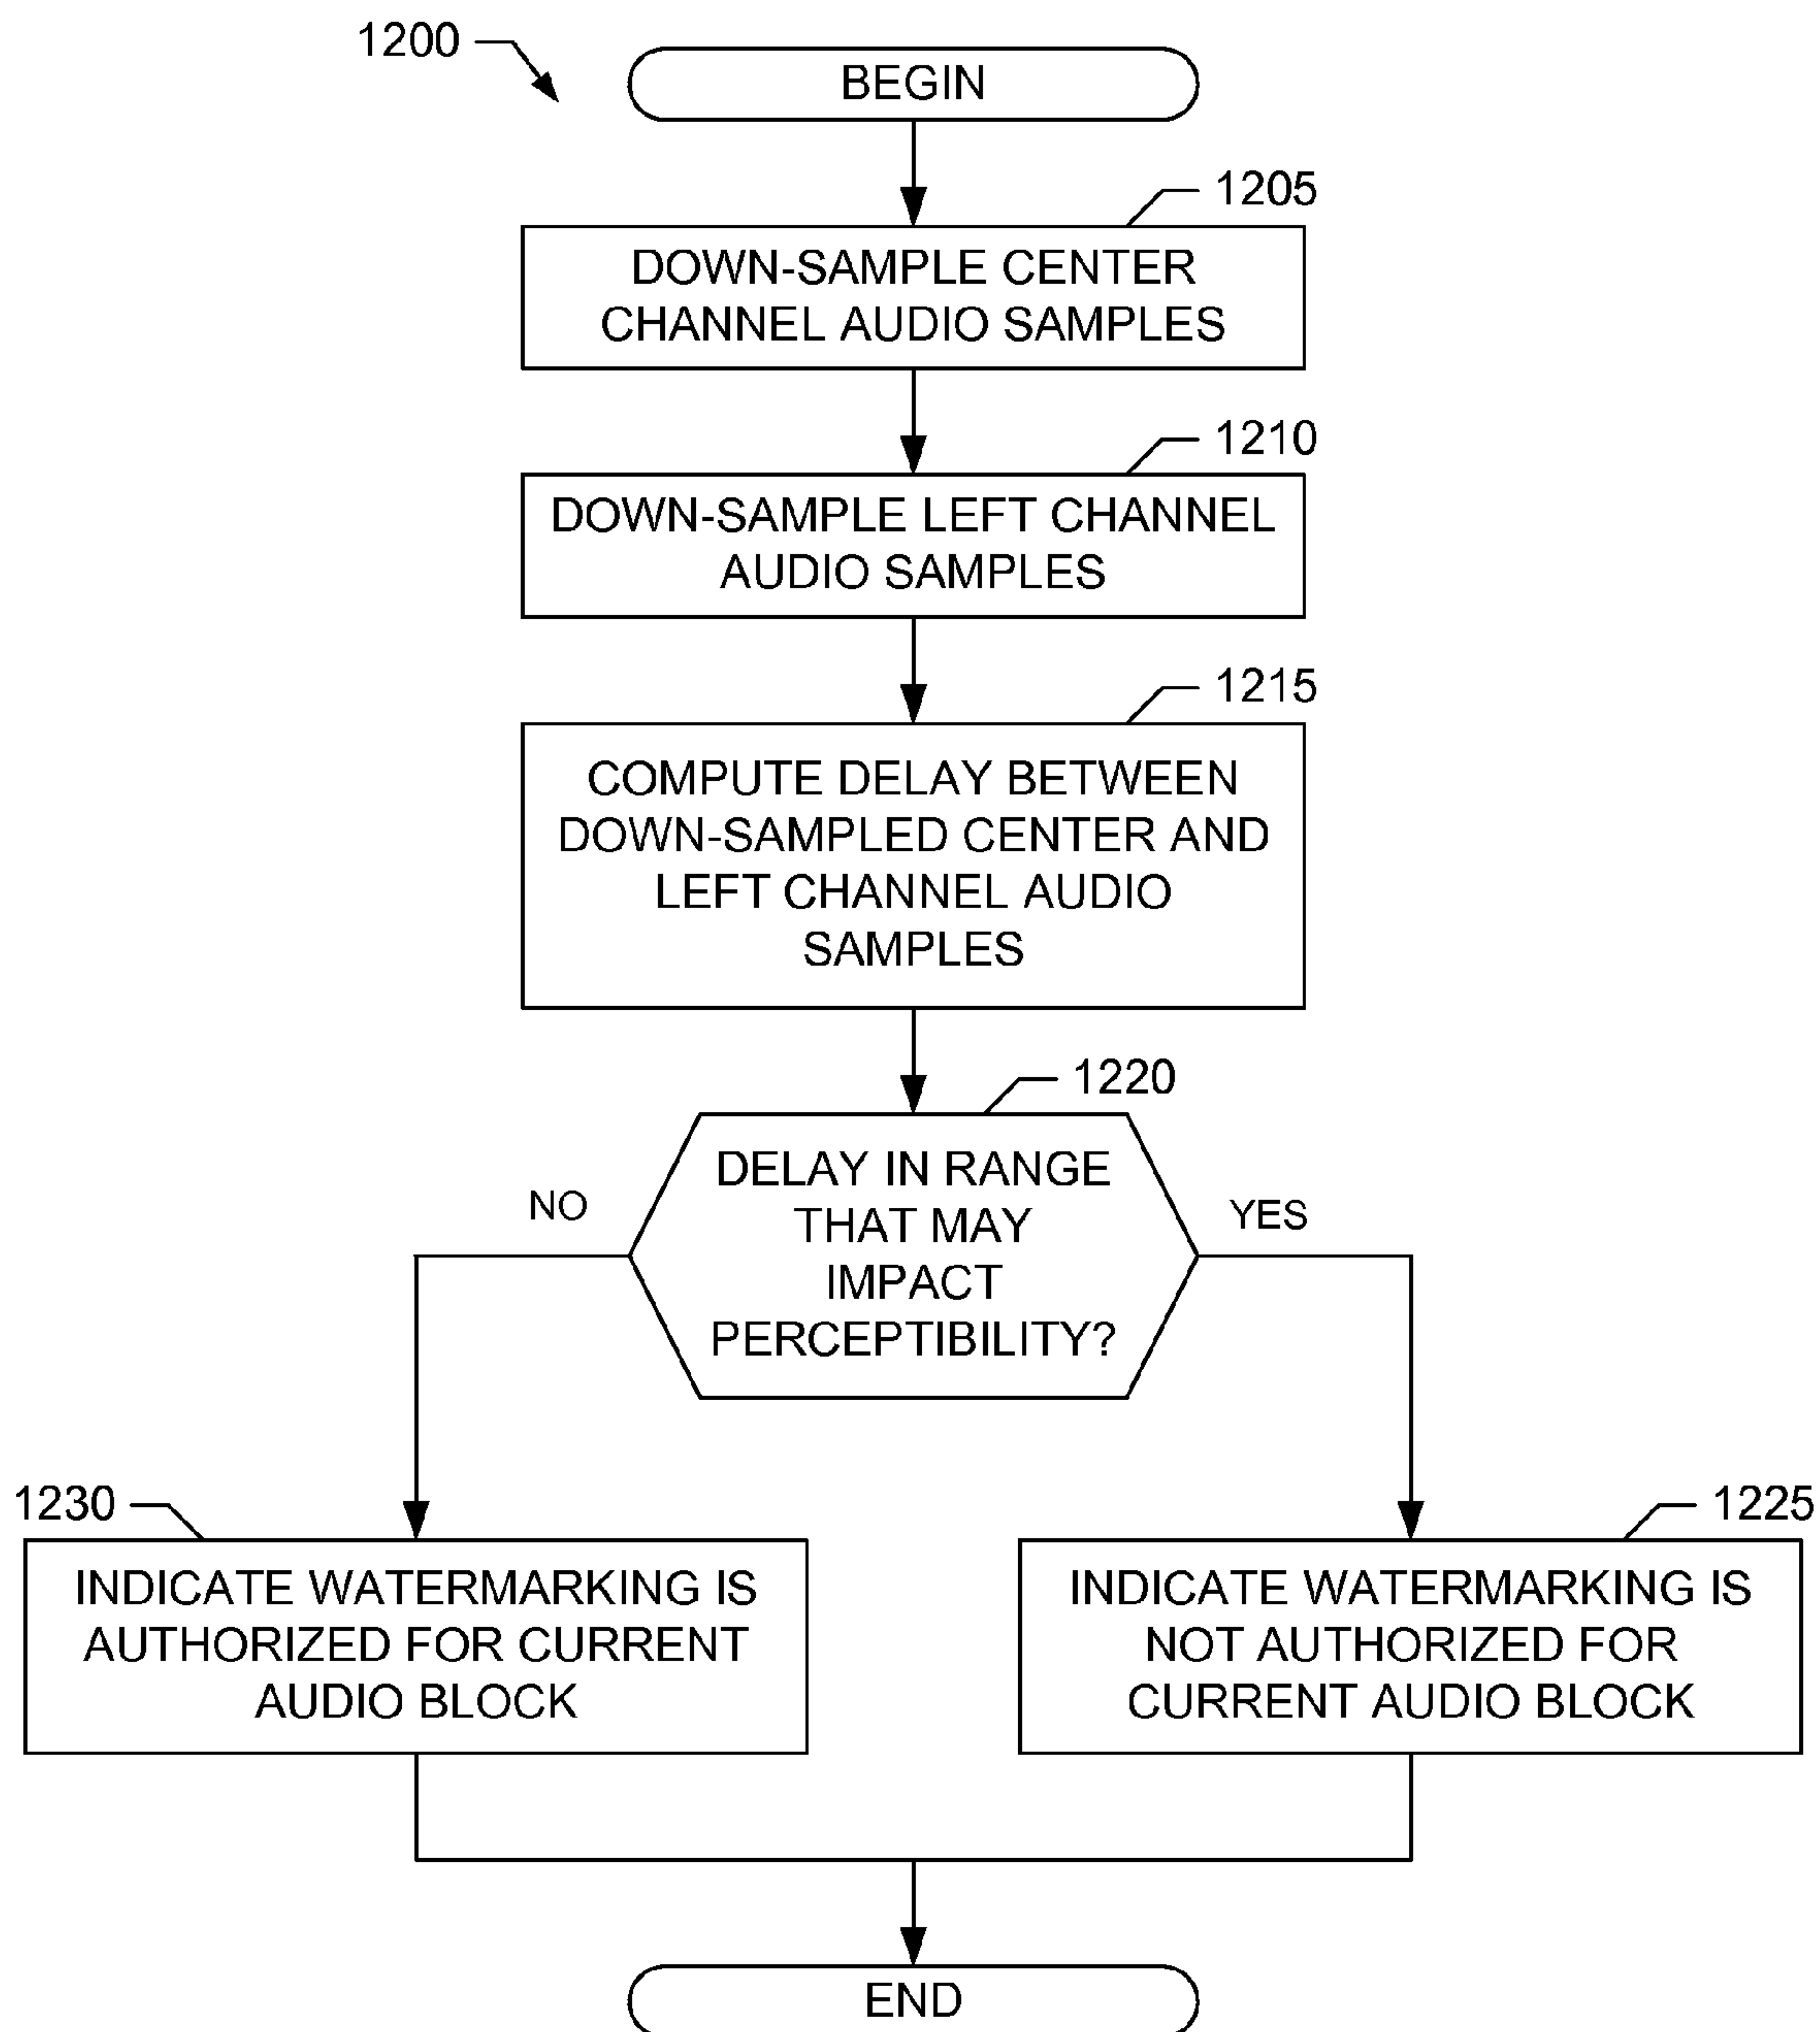 1200
BEGIN
1205
DOWN-SAMPLE CENTER
CHANNEL AUDIO SAMPLES
1210
DOWN-SAMPLE LEFT CHANNEL
AUDIO SAMPLES
1215
COMPUTE DELAY BETWEEN
DOWN-SAMPLED CENTER AND
LEFT CHANNEL AUDIO
SAMPLES
1220
DELAY IN RANGE
THAT MAY
IMPACT
PERCEPTIBILITY?
NO
YES
1230
INDICATE WATERMARKING IS
AUTHORIZED FOR CURRENT
AUDIO BLOCK
1225
INDICATE WATERMARKING IS
NOT AUTHORIZED FOR
CURRENT AUDIO BLOCK
END